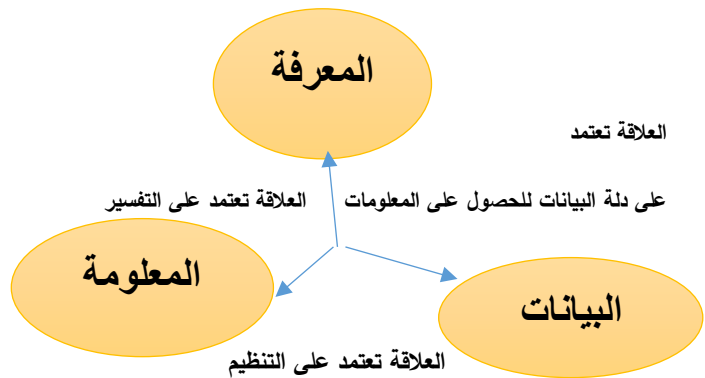 المعرفة
العلاقة تعتمد
على دلة البيانات للحصول على المعلومات
العلاقة تعتمد على التفسير
المعلومة
البيانات
العلاقة تعتمد على التنظيم